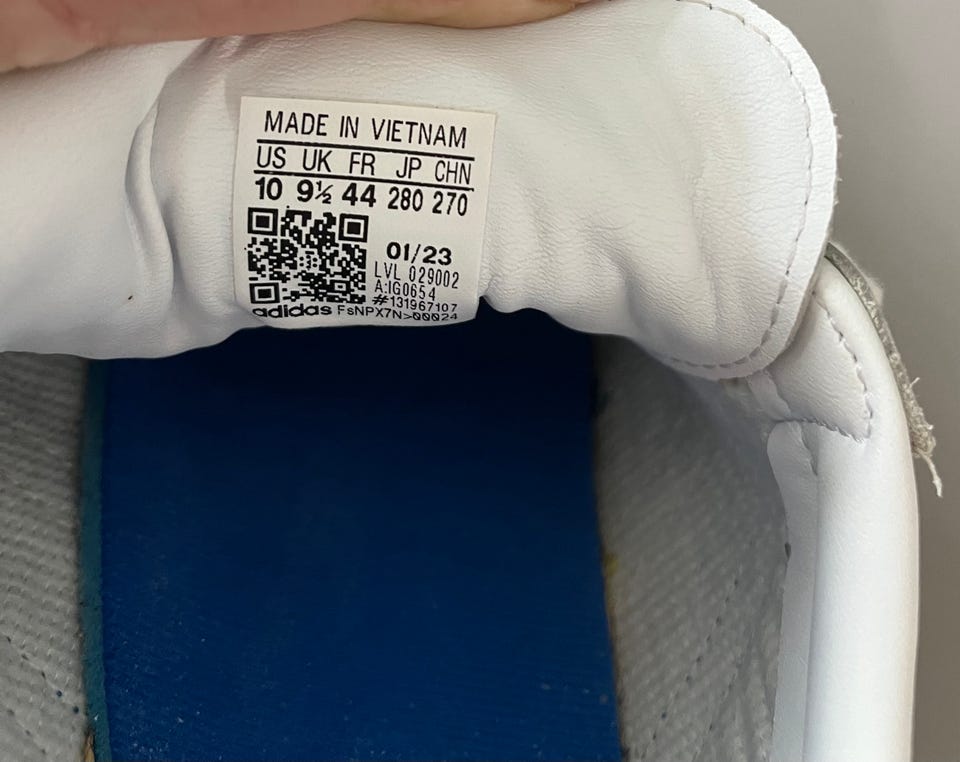 MADE IN VIETNAM
US UK FR JP CHN
10 9½ 44 280 270
01/23
LVL 029002
A:IG0654
#131967107
adidas FsNPX7N>00024